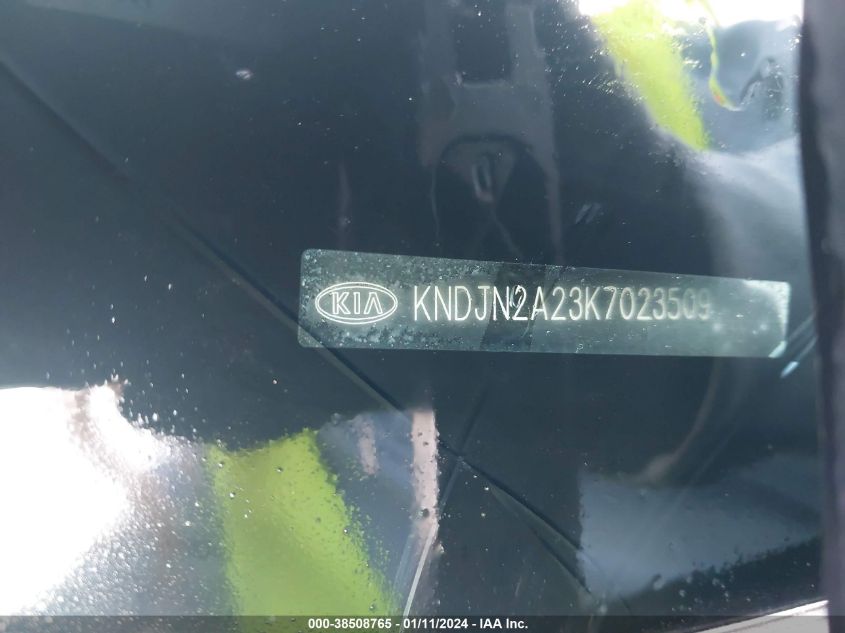 KIA KNDJN2A23K7023509
000-38508765 - 01/11/2024 - IAA Inc.